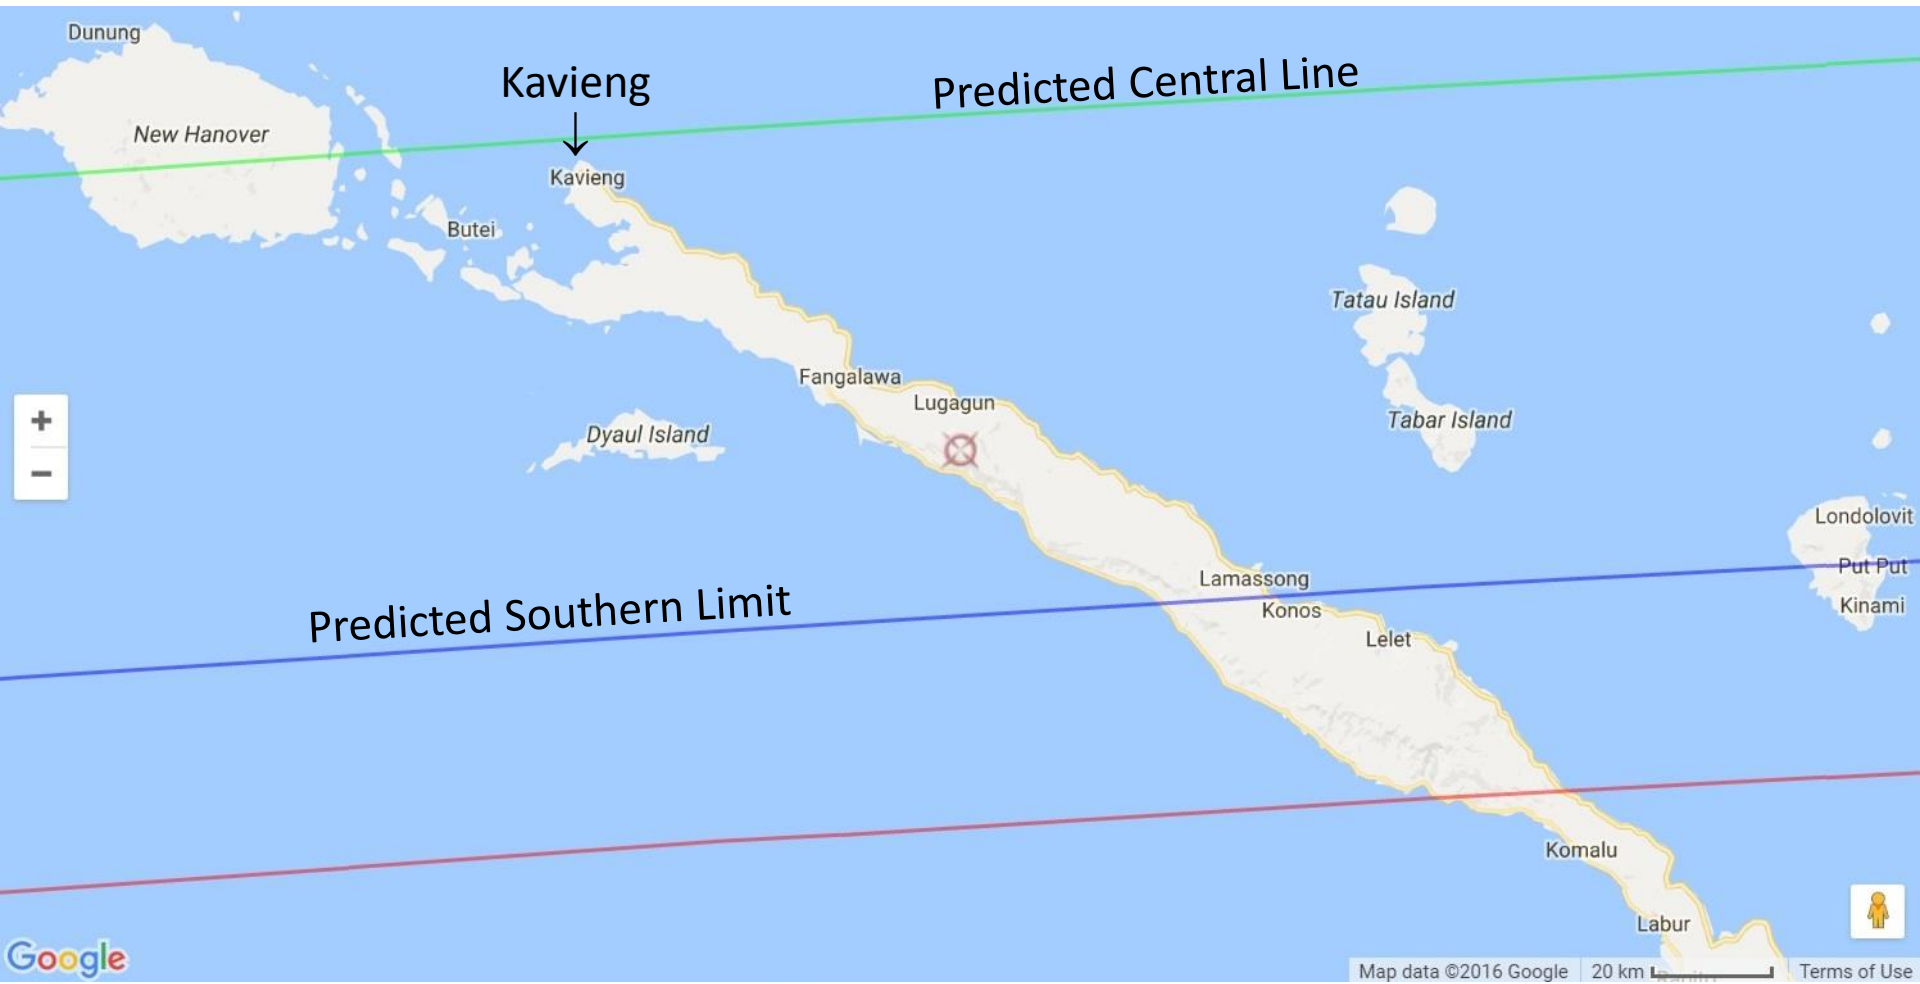 Dunung
Kavieng
Predicted Central Line
New Hanover
Kavieng
Butei
Tatau Island
Fangalawa
Lugagun
Tabar Island
Dyaul Island
+
Londolovit
−
Put Put
Lamassong
Predicted Southern Limit
Konos
Kinami
Lelet
Komalu
Labur
Google
Map data ©2016 Google
20 km
Terms of Use